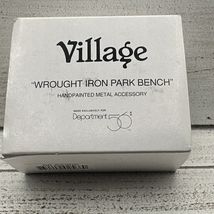 Village
"WROUGHT IRON PARK BENCH"
HANDPAINTED METAL ACCESSORY
MADE EXCLUSIVELY FOR
Department 56